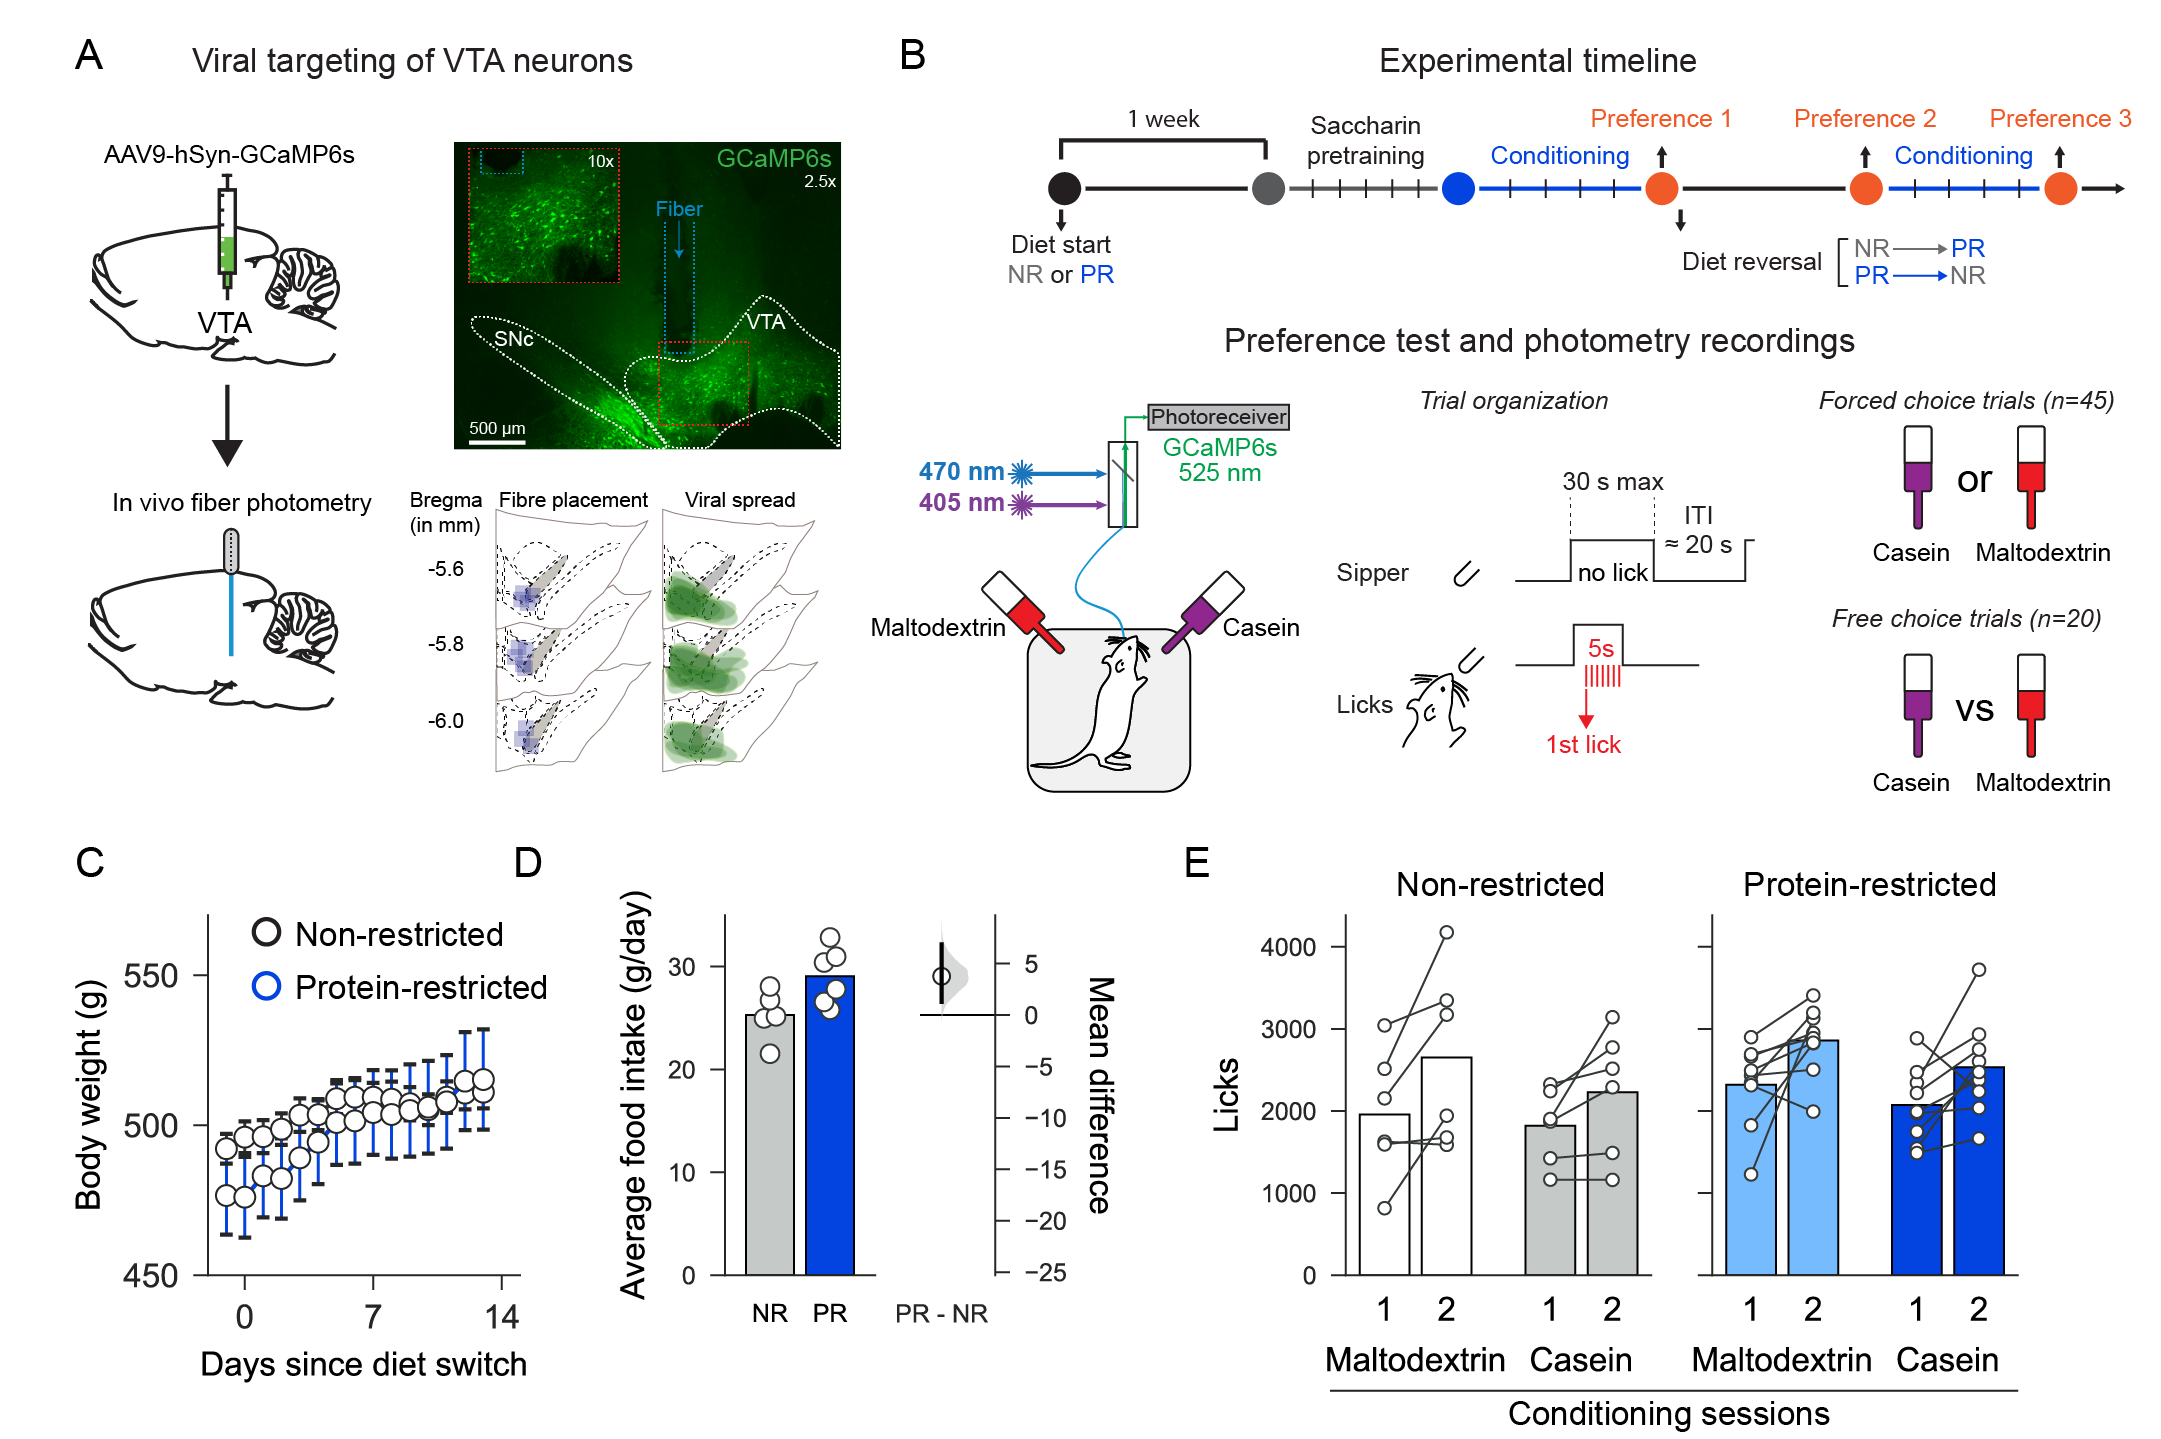 A
Viral targeting of VTA neurons
AAV9-hSyn-GCaMP6s
VTA
In vivo fiber photometry
10x
GCaMP6s
2.5x
Fiber
SNc
VTA
500 µm
Bregma
(in mm)
Fibre placement
Viral spread
-5.6
-5.8
-6.0
B
Experimental timeline
1 week
Saccharin
pretraining
Conditioning
Preference 1
Preference 2
Conditioning
Preference 3
Diet start
NR or PR
Diet reversal
NR PR
PR NR
Preference test and photometry recordings
Photoreceiver
GCaMP6s
525 nm
470 nm
405 nm
Maltodextrin
Casein
Trial organization
30 s max
ITI
≈ 20 s
Sipper
no lick
5s
Licks
1st lick
Forced choice trials (n=45)
or
Casein
Maltodextrin
Free choice trials (n=20)
vs
Casein
Maltodextrin
C
Non-restricted
Protein-restricted
Body weight (g)
550
500
450
0
7
14
Days since diet switch
D
Average food intake (g/day)
30
20
10
0
NR
PR
PR - NR
5
0
−5
−10
−15
−20
−25
Mean difference
E
Non-restricted
Protein-restricted
Licks
4000
3000
2000
1000
0
1 2 1 2 1 2 1 2
Maltodextrin Casein Maltodextrin Casein
Conditioning sessions